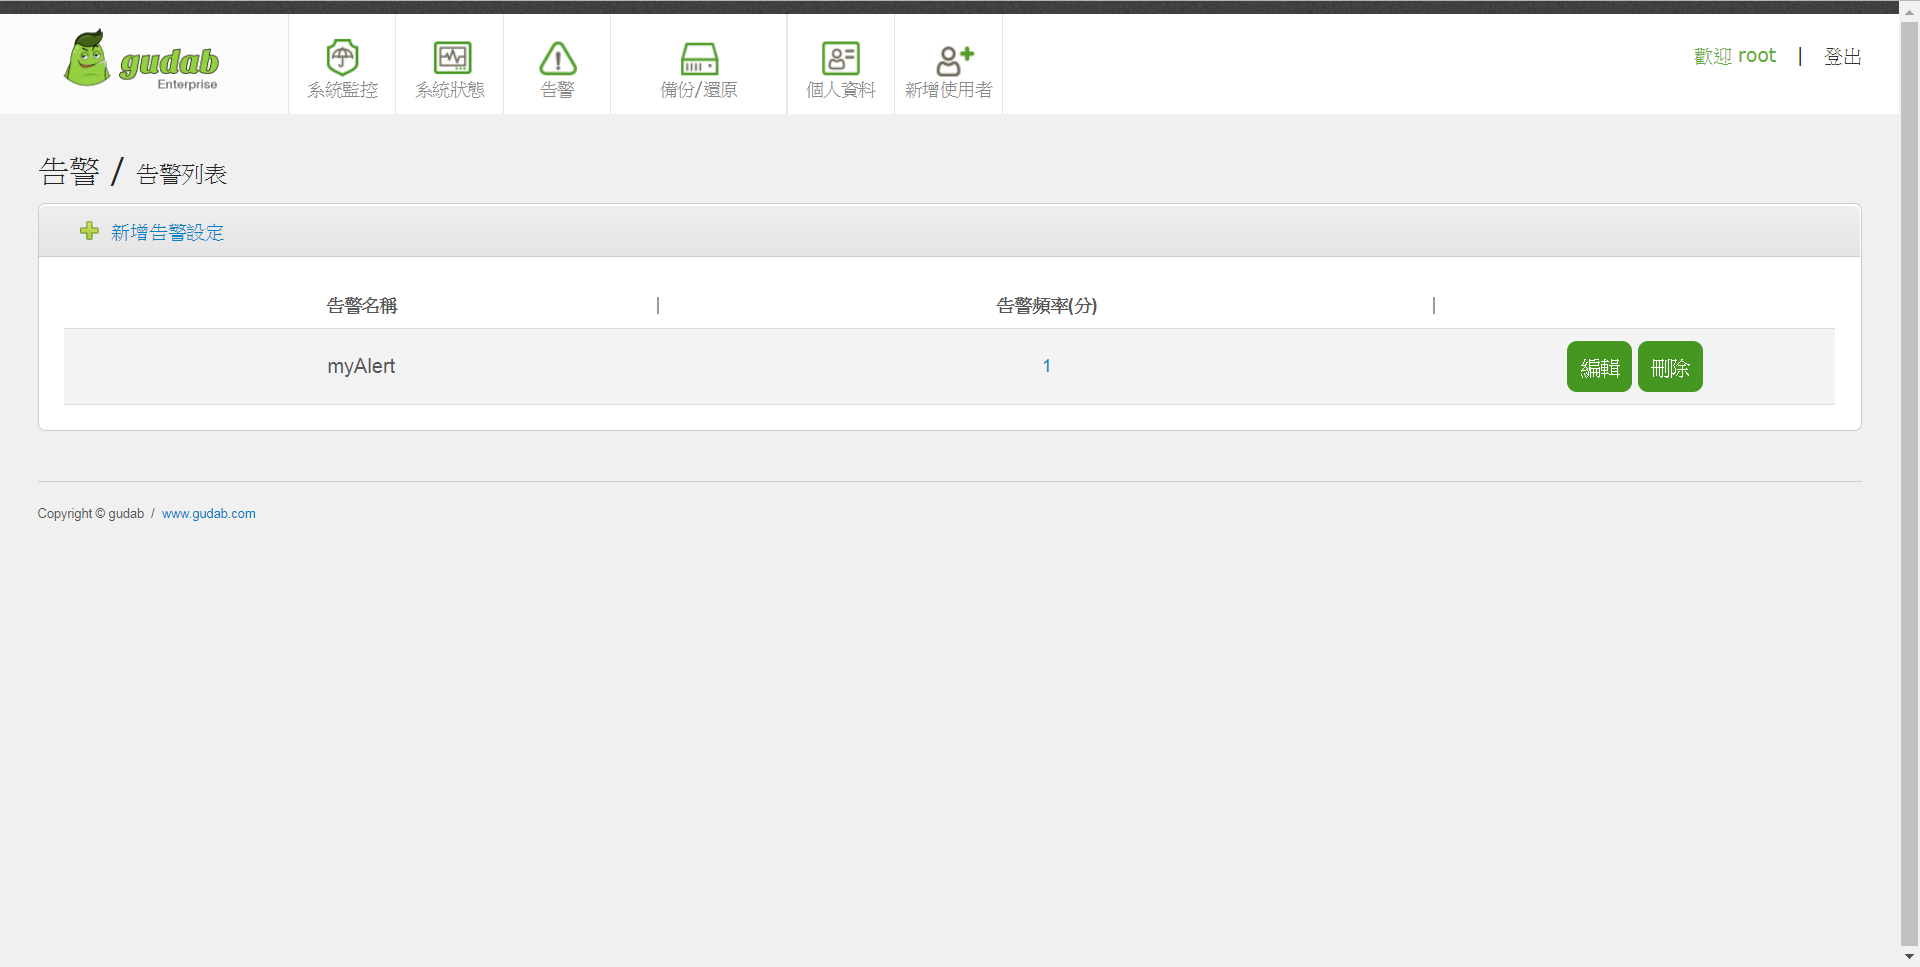 gudab
Enterprise
系統監控
系統狀態
告警
備份/還原
個人資料
新增使用者
歡迎 root | 登出
告警 / 告警列表
新增告警設定
告警名稱 | 告警頻率(分) |
myAlert 1 編輯 刪除
Copyright © gudab / www.gudab.com